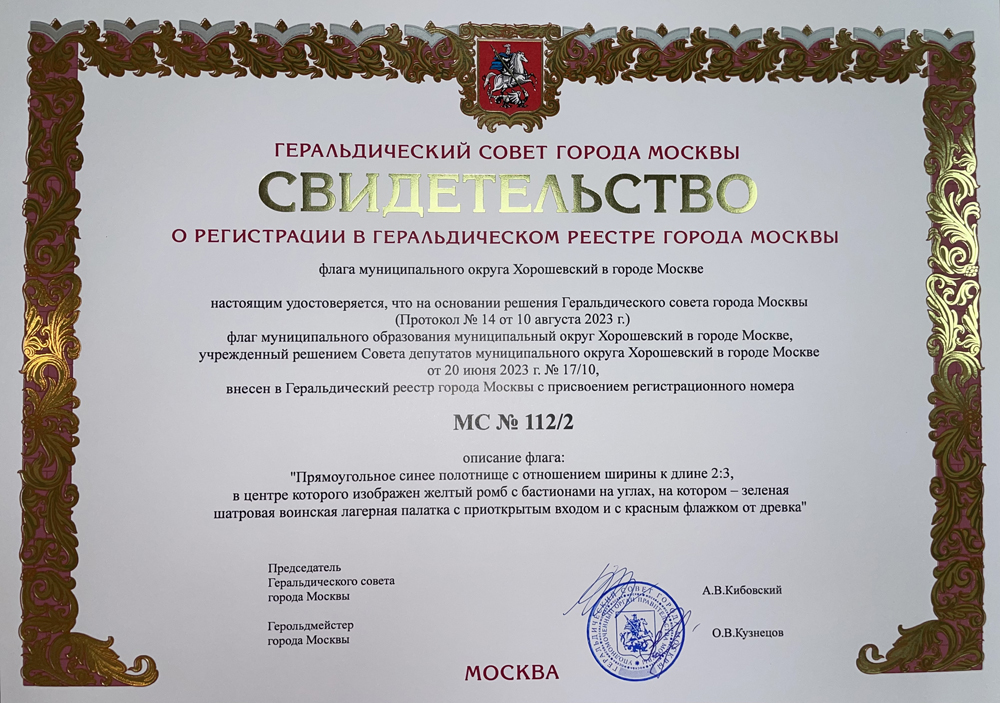 ГЕРАЛЬДИЧЕСКИЙ СОВЕТ ГОРОДА МОСКВЫ
СВИДЕТЕЛЬСТВО
О РЕГИСТРАЦИИ В ГЕРАЛЬДИЧЕСКОМ РЕЕСТРЕ ГОРОДА МОСКВЫ
флага муниципального округа Хорошевский в городе Москве
настоящим удостоверяется, что на основании решения Геральдического совета города Москвы
(Протокол № 14 от 10 августа 2023 г.)
флаг муниципального образования муниципальный округ Хорошевский в городе Москве,
учрежденный решением Совета депутатов муниципального округа Хорошевский в городе Москве
от 20 июня 2023 г. № 17/10,
внесен в Геральдический реестр города Москвы с присвоением регистрационного номера
МС № 112/2
описание флага:
"Прямоугольное синее полотнище с отношением ширины к длине 2:3,
в центре которого изображен желтый ромб с бастионами на углах, на котором – зеленая
шатровая воинская лагерная палатка с приоткрытым входом и с красным флажком от древка"
Председатель
Геральдического совета
города Москвы
А.В.Кибовский
Герольдмейстер
города Москвы
О.В.Кузнецов
ГЕРАЛЬДИЧЕСКИЙ СОВЕТ ГОРОДА
МОСКВА